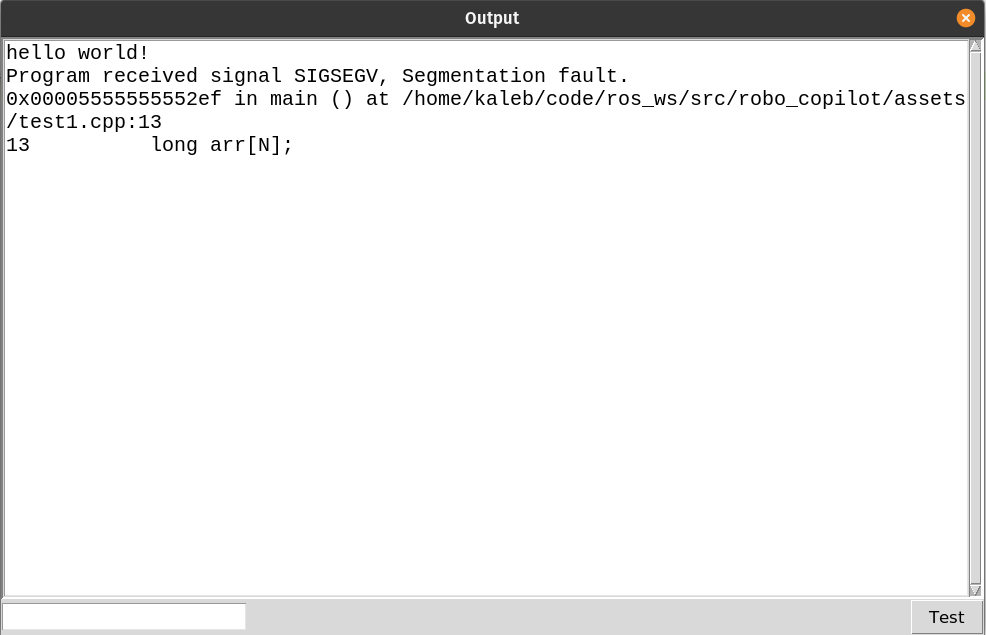 Output
hello world!
Program received signal SIGSEGV, Segmentation fault.
0x00005555555552ef in main () at /home/kaleb/code/ros_ws/src/robo_copilot/assets
/test1.cpp:13
13          long arr[N];
Test